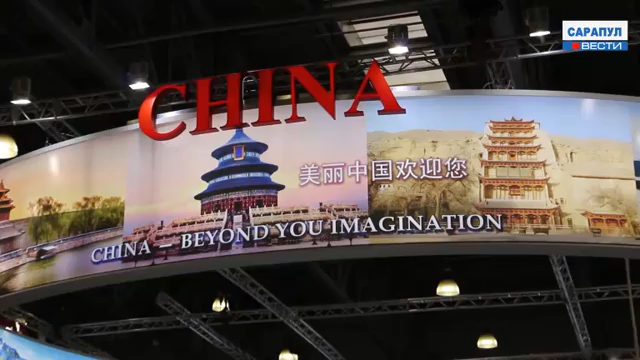 САРАПУЛ
ВЕСТИ
CHINA
美丽中国欢迎您
CHINA — BEYOND YOU IMAGINATION